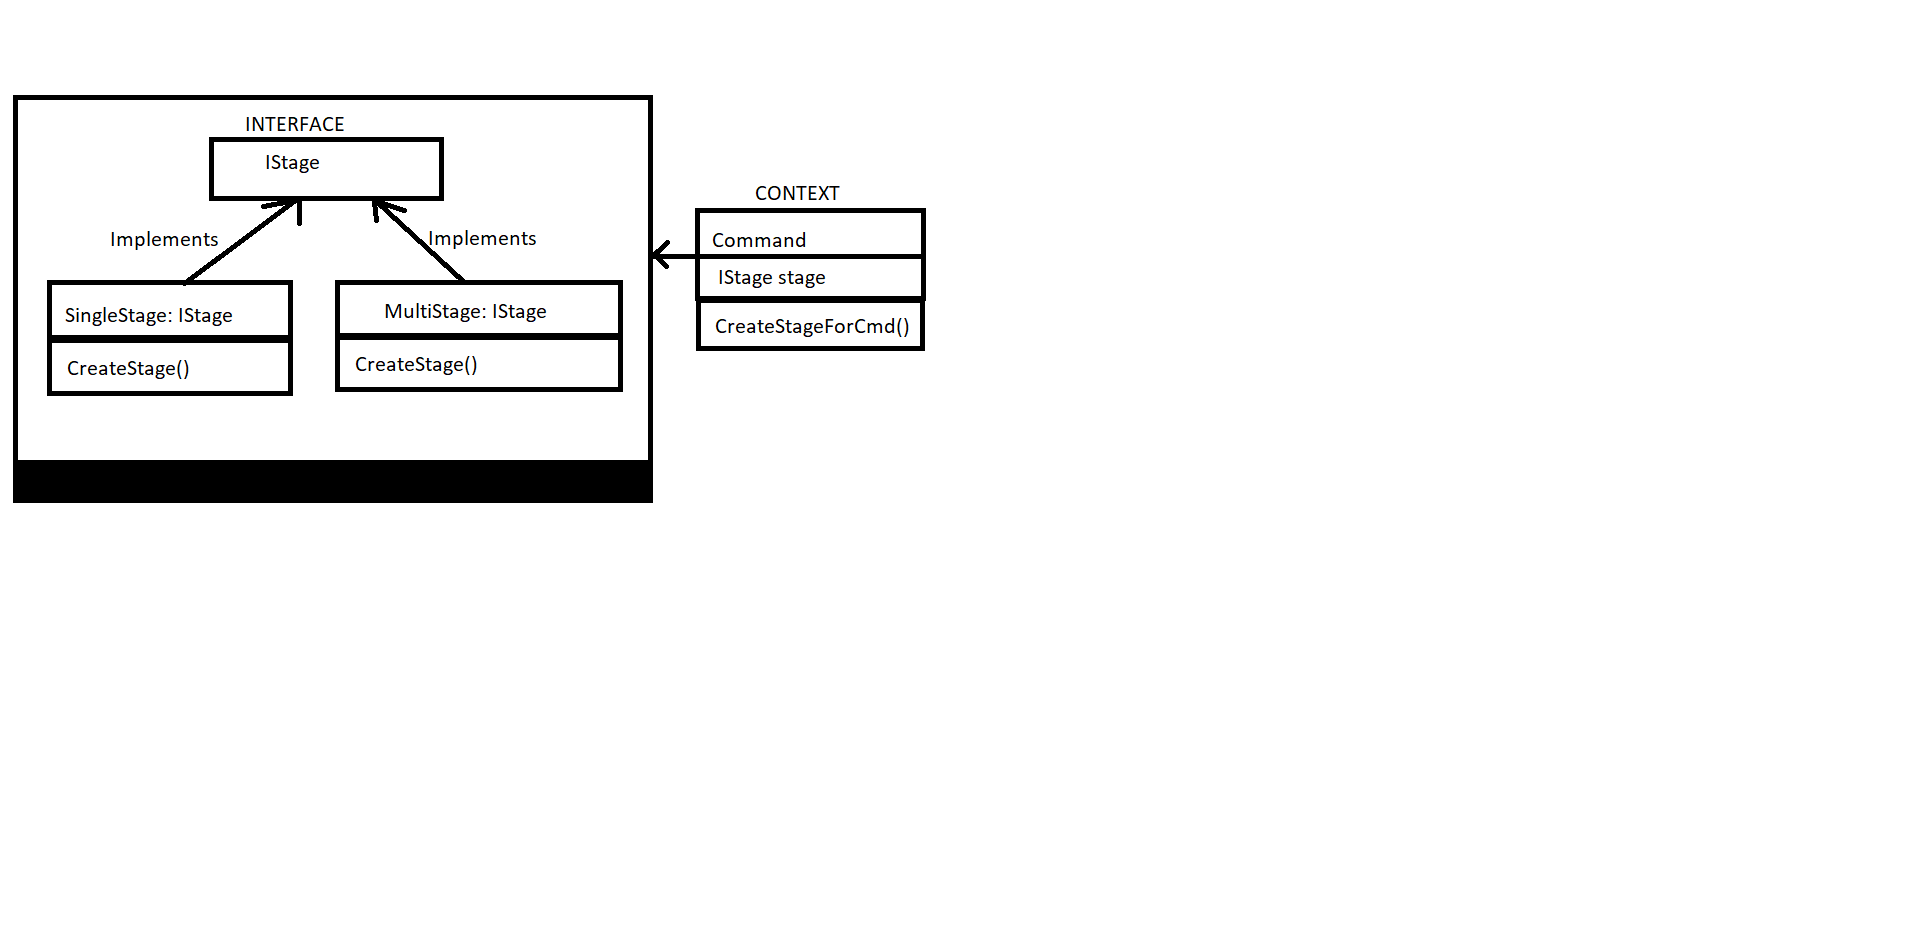 INTERFACE
IStage
Implements
Implements
SingleStage: IStage
CreateStage()
MultiStage: IStage
CreateStage()
CONTEXT
Command
IStage stage
CreateStageForCmd()